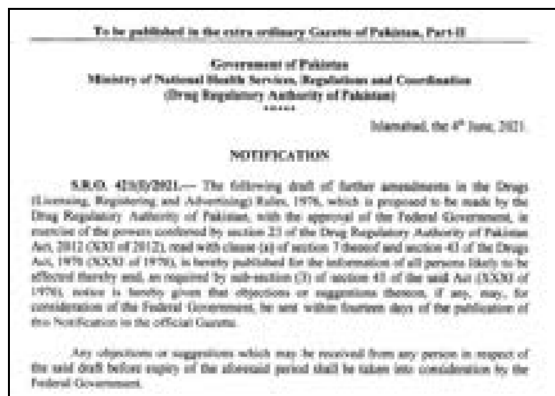 To be published in the extra ordinary Gazette of Pakistan, Part-II
Government of Pakistan
Ministry of National Health Services, Regulations and Coordination
(Drug Regulatory Authority of Pakistan)
*****
Islamabad, the 4th June, 2021.
NOTIFICATION
S.R.O. (I)/2021.— The following draft of further amendments in the Drugs
(Licensing, Registering and Advertising) Rules, 1976, which is proposed to be made by the
Drug Regulatory Authority of Pakistan, with the approval of the Federal Government, in
exercise of the powers conferred by section 23 of the Drug Regulatory Authority of Pakistan
Act, 2012 (XXI of 2012), read with clause (a) of section 7 thereof and section 43 of the Drugs
Act, 1976 (XXXI of 1976), is hereby published for the information of all persons likely to be
affected thereby and, as required by sub-section (3) of section 43 of the said Act (XXXI of
1976), notice is hereby given that objections or suggestions thereon, if any, may, for
consideration of the Federal Government, be sent within fourteen days of the publication of
this Notification in the official Gazette.
Any objections or suggestions which may be received from any person in respect of
the said draft before expiry of the aforesaid period shall be taken into consideration by the
Federal Government.